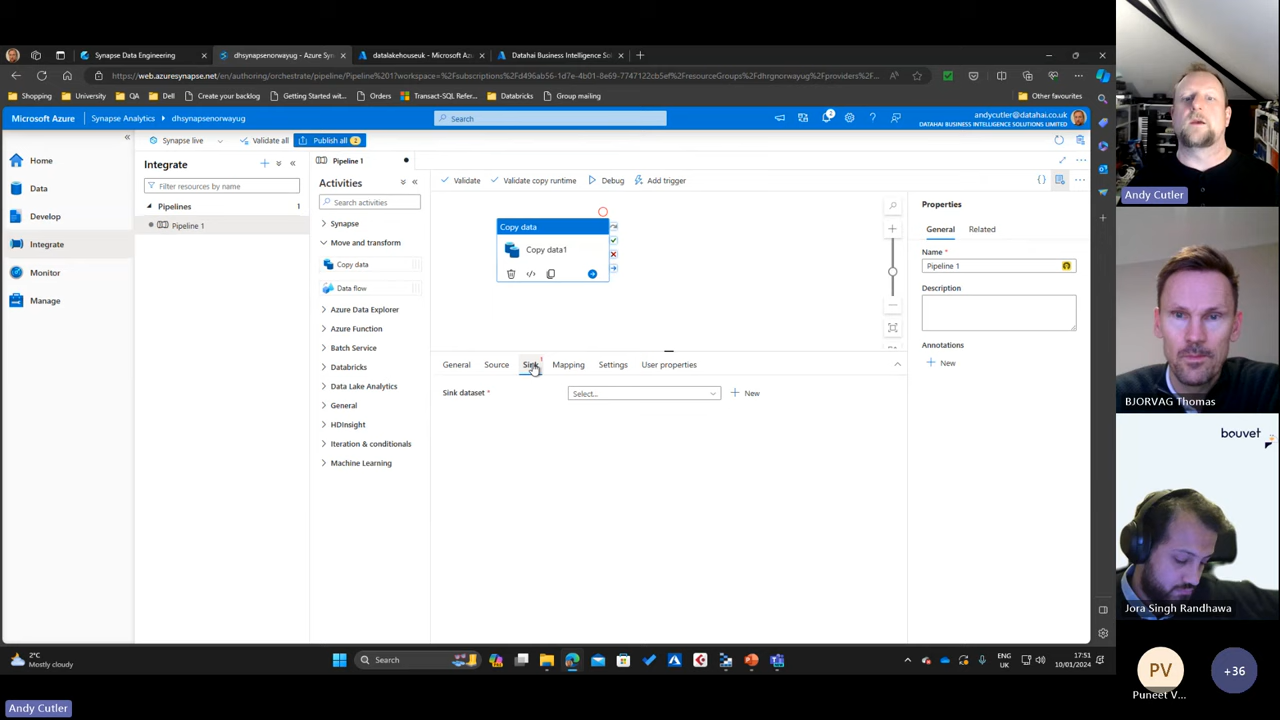 Synapse Data Engineering
dhsynapsenorwayug - Azure Syn
datalakehouseuk - Microsoft Az
Datahai Business Intelligence Sol
Shopping
University
QA
Dell
Create your backlog
Getting Started wit...
Orders
Transact-SQL Refer...
Databricks
Group mailing
Other favourites
Microsoft Azure
Synapse Analytics
dhsynapsenorwayug
Search
andycutler@datahai.co.uk
DATAHAI BUSINESS INTELLIGENCE SOLUTIONS LIMITED
Synapse live
Validate all
Publish all
2
Home
Data
Develop
Integrate
Monitor
Manage
Integrate
Filter resources by name
Pipelines
1
Pipeline 1
Pipeline 1
Activities
Search activities
Synapse
Move and transform
Copy data
Data flow
Azure Data Explorer
Azure Function
Batch Service
Databricks
Data Lake Analytics
General
HDInsight
Iteration & conditionals
Machine Learning
Validate
Validate copy runtime
Debug
Add trigger
Copy data
Copy data1
General
Source
Sink
Mapping
Settings
User properties
Sink dataset *
Select...
New
Properties
General
Related
Name *
Pipeline 1
Description
Annotations
New
2°C
Mostly cloudy
Search
ENG
UK
17:51
10/01/2024
Andy Cutler
BJORVAG Thomas
bouvet
Jora Singh Randhawa
PV
Puneet V...
+36
Andy Cutler